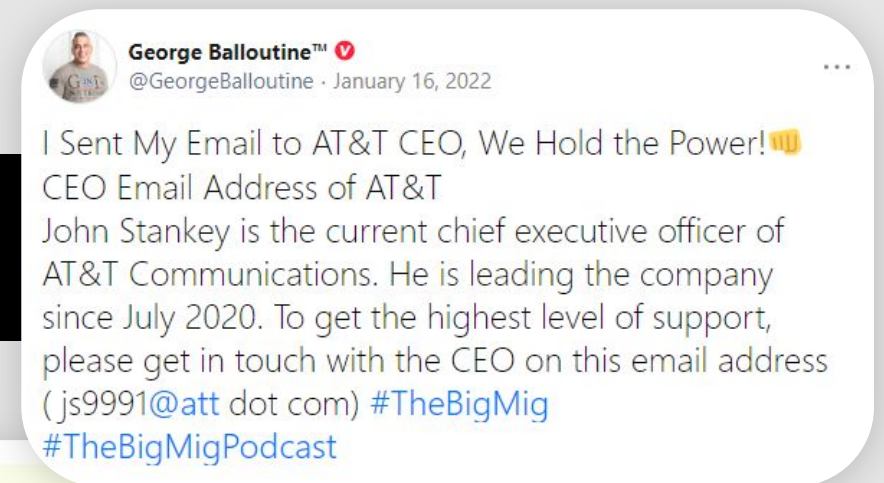 George Balloutine™
@GeorgeBalloutine · January 16, 2022
I Sent My Email to AT&T CEO, We Hold the Power!👊
CEO Email Address of AT&T
John Stankey is the current chief executive officer of
AT&T Communications. He is leading the company
since July 2020. To get the highest level of support,
please get in touch with the CEO on this email address
( js9991@att dot com) #TheBigMig
#TheBigMigPodcast